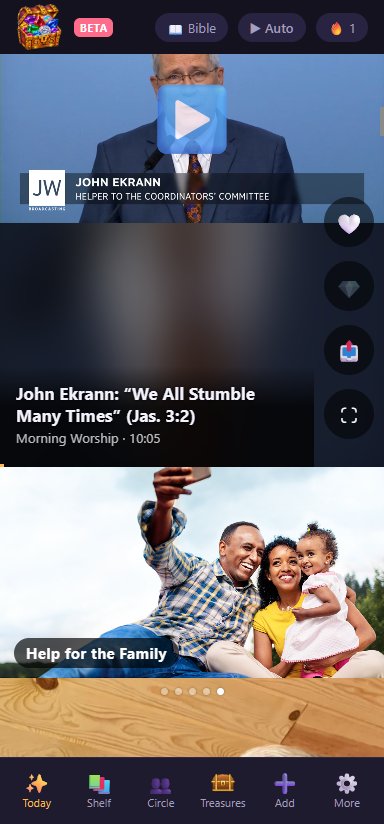 BETA
Bible
Auto
1
JW
BROADCASTING
JOHN EKRANN
HELPER TO THE COORDINATORS' COMMITTEE
John Ekrann: “We All Stumble
Many Times” (Jas. 3:2)
Morning Worship · 10:05
Help for the Family
Today
Shelf
Circle
Treasures
Add
More